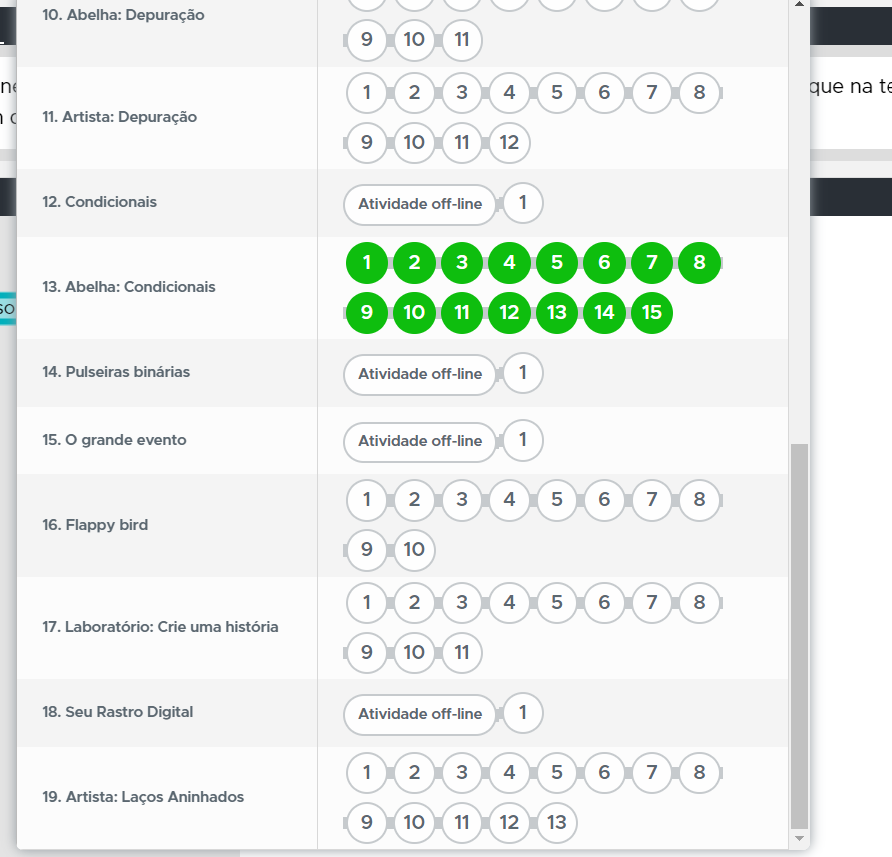 10. Abelha: Depuração
9 10 11
11. Artista: Depuração
1 2 3 4 5 6 7 8
9 10 11 12
12. Condicionais
Atividade off-line 1
13. Abelha: Condicionais
1 2 3 4 5 6 7 8
9 10 11 12 13 14 15
14. Pulseiras binárias
Atividade off-line 1
15. O grande evento
Atividade off-line 1
16. Flappy bird
1 2 3 4 5 6 7 8
9 10
17. Laboratório: Crie uma história
1 2 3 4 5 6 7 8
9 10 11
18. Seu Rastro Digital
Atividade off-line 1
19. Artista: Laços Aninhados
1 2 3 4 5 6 7 8
9 10 11 12 13
que na